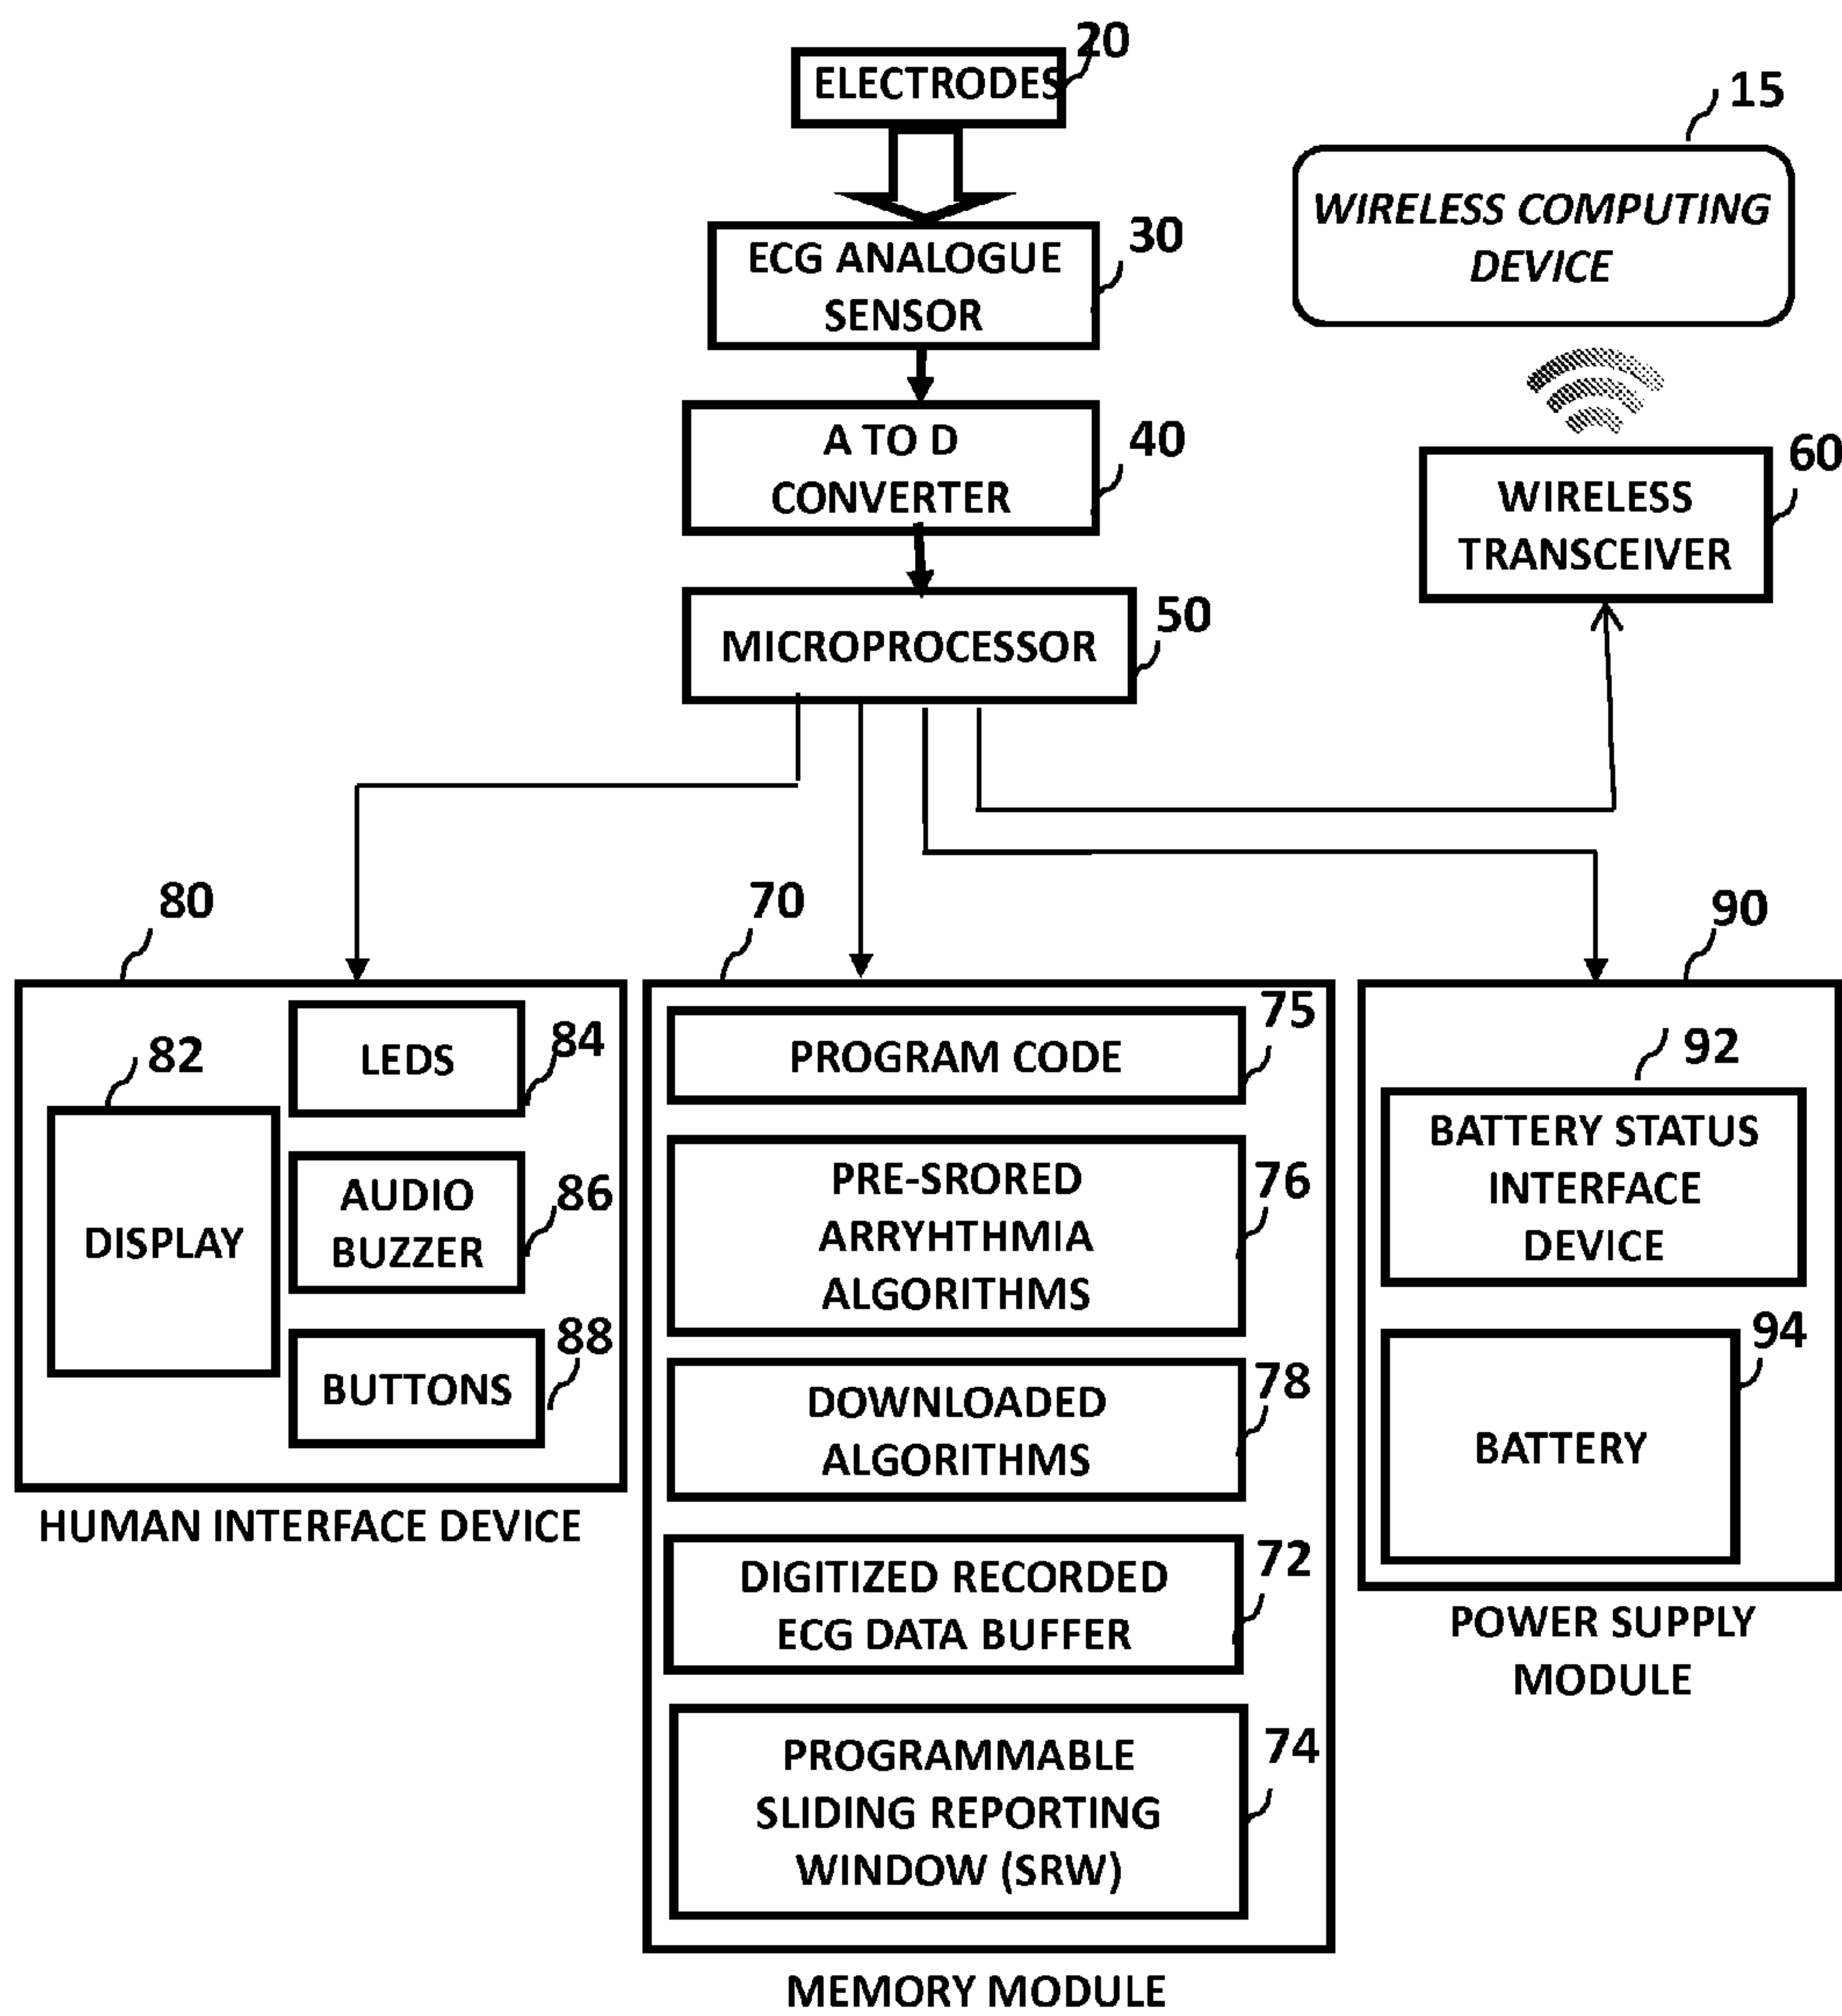 20
ELECTRODES
15
WIRELESS COMPUTING
DEVICE
30
ECG ANALOGUE
SENSOR
40
A TO D
CONVERTER
60
WIRELESS
TRANSCEIVER
50
MICROPROCESSOR
80
82
DISPLAY
LEDS
84
AUDIO
BUZZER
86
BUTTONS
88
HUMAN INTERFACE DEVICE
70
PROGRAM CODE
75
PRE-SRORED
ARRYHTHMIA
ALGORITHMS
76
DOWNLOADED
ALGORITHMS
78
DIGITIZED RECORDED
ECG DATA BUFFER
72
PROGRAMMABLE
SLIDING REPORTING
WINDOW (SRW)
74
MEMORY MODULE
90
92
BATTERY STATUS
INTERFACE
DEVICE
94
BATTERY
POWER SUPPLY
MODULE